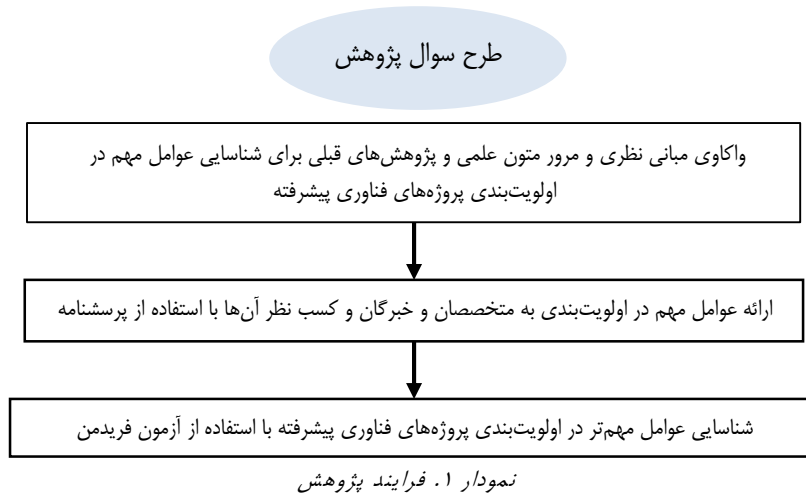 طرح سوال پژوهش
واکاوی مبانی نظری و مرور متون علمی و پژوهش‌های قبلی برای شناسایی عوامل مهم در
اولویت‌بندی پروژه‌های فناوری پیشرفته
ارائه عوامل مهم در اولویت‌بندی به متخصصان و خبرگان و کسب نظر آن‌ها با استفاده از پرسشنامه
شناسایی عوامل مهم‌تر در اولویت‌بندی پروژه‌های فناوری پیشرفته با استفاده از آزمون فریدمن
نمودار ۱. فرایند پژوهش